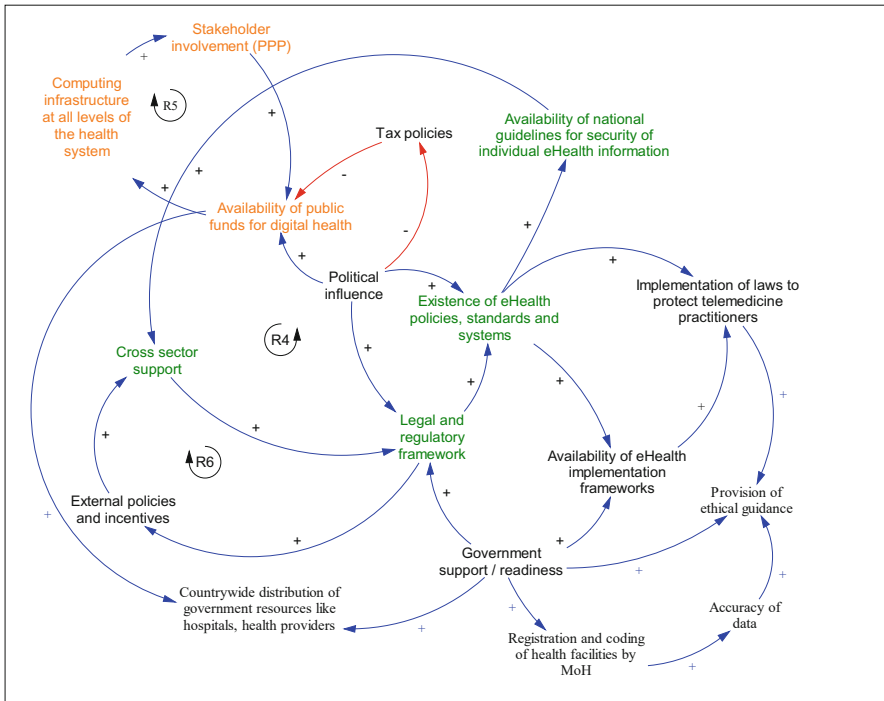 Stakeholder
involvement (PPP)
+
Computing
infrastructure
at all levels of
the health
system
R5
+
Tax policies
Availability of national
guidelines for security of
individual eHealth information
+
+
-
Availability of public
funds for digital health
-
+
+
Political
influence
+
+
Existence of eHealth
policies, standards and
systems
Implementation of laws to
protect telemedicine
practitioners
R4
+
Cross sector
support
+
+
+
+
+
Legal and
regulatory
framework
+
R6
Availability of eHealth
implementation
frameworks
External policies
and incentives
+
Provision of
ethical guidance
+
+
+
Government
support / readiness
+
+
Countrywide distribution of
government resources like
hospitals, health providers
+
+
Accuracy of
data
Registration and coding
of health facilities by
MoH
+